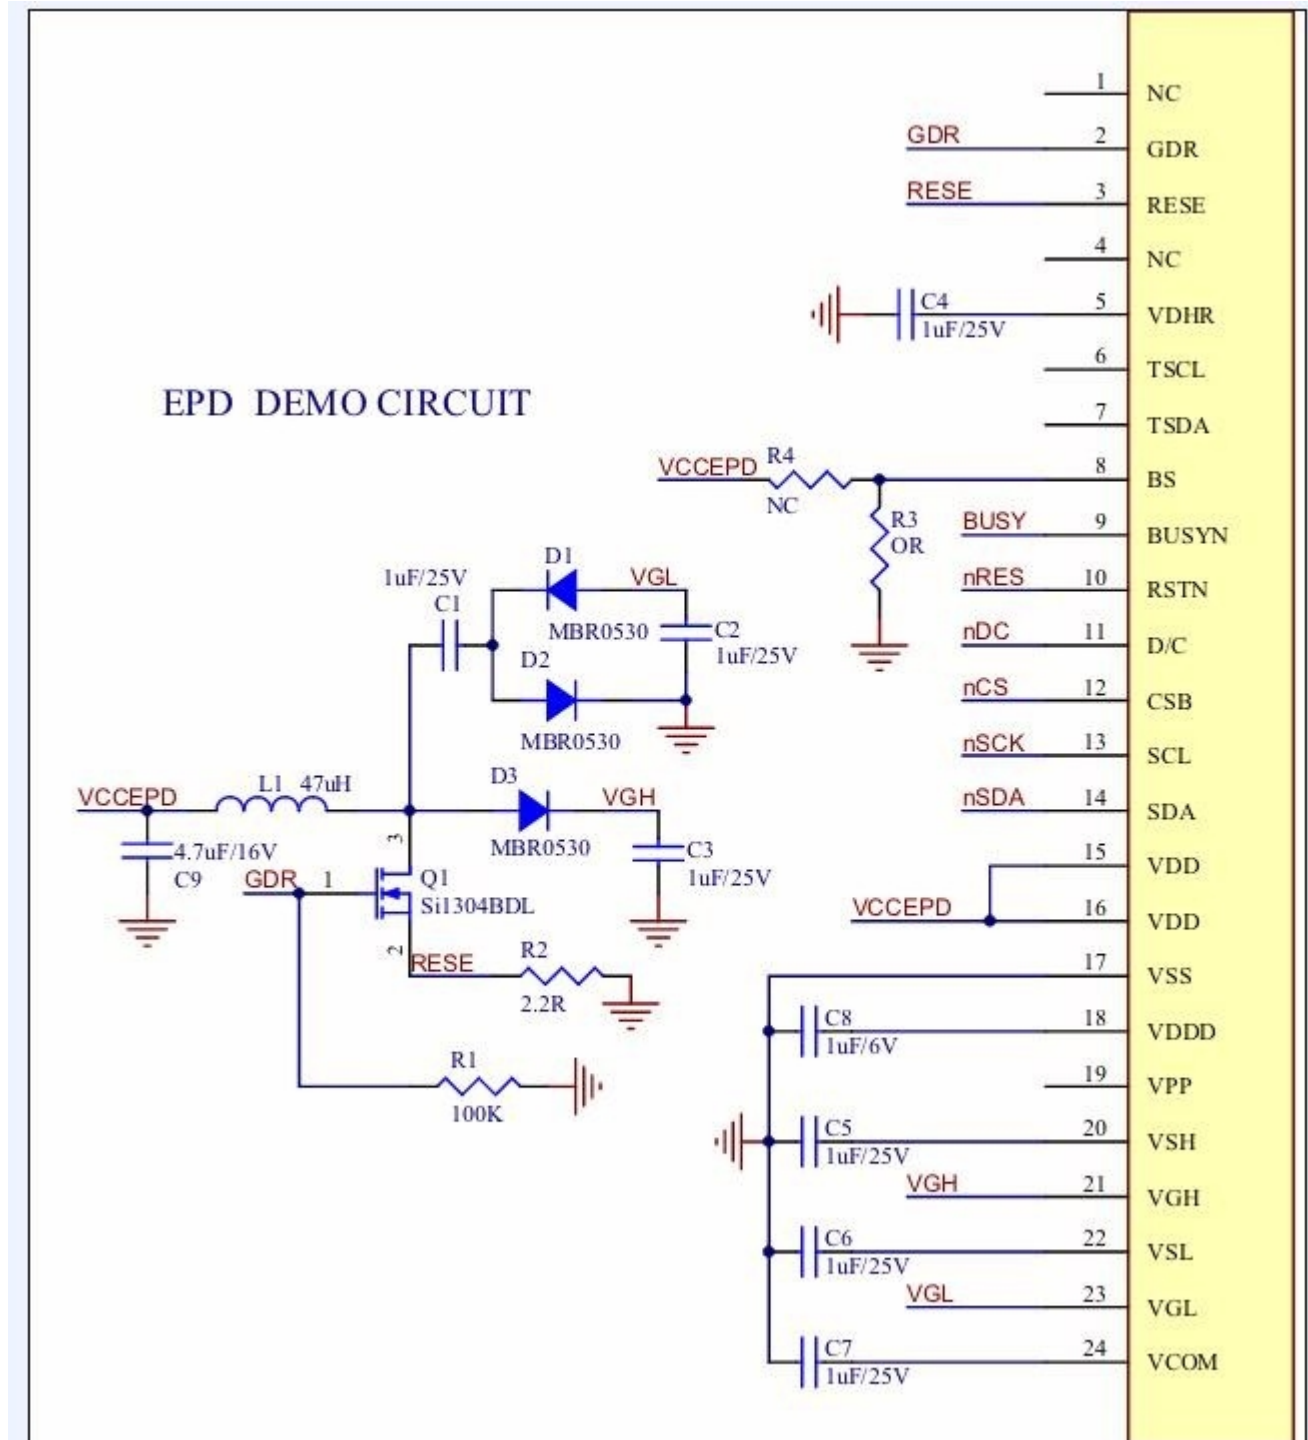 1 NC
GDR 2 GDR
RESE 3 RESE
4 NC
C4 5 VDHR
1uF/25V
6 TSCL
EPD DEMO CIRCUIT
7 TSDA
R4
VCCEPD 8 BS
NC
R3
OR
BUSY 9 BUSYN
D1
1uF/25V VGL nRES 10 RSTN
C1
MBR0530 C2 nDC 11 D/C
1uF/25V
D2
nCS 12 CSB
MBR0530
nSCK 13 SCL
L1 47uH D3
VCCEPD VGH nSDA 14 SDA
3
MBR0530
4.7uF/16V C3 15 VDD
C9 1uF/25V
GDR 1 Q1
Si1304BDL
VCCEPD 16 VDD
2
RESE R2 17 VSS
2.2R
C8 18 VDDD
1uF/6V
R1 19 VPP
100K
C5 20 VSH
1uF/25V
VGH 21 VGH
C6 22 VSL
1uF/25V
VGL 23 VGL
C7 24 VCOM
1uF/25V